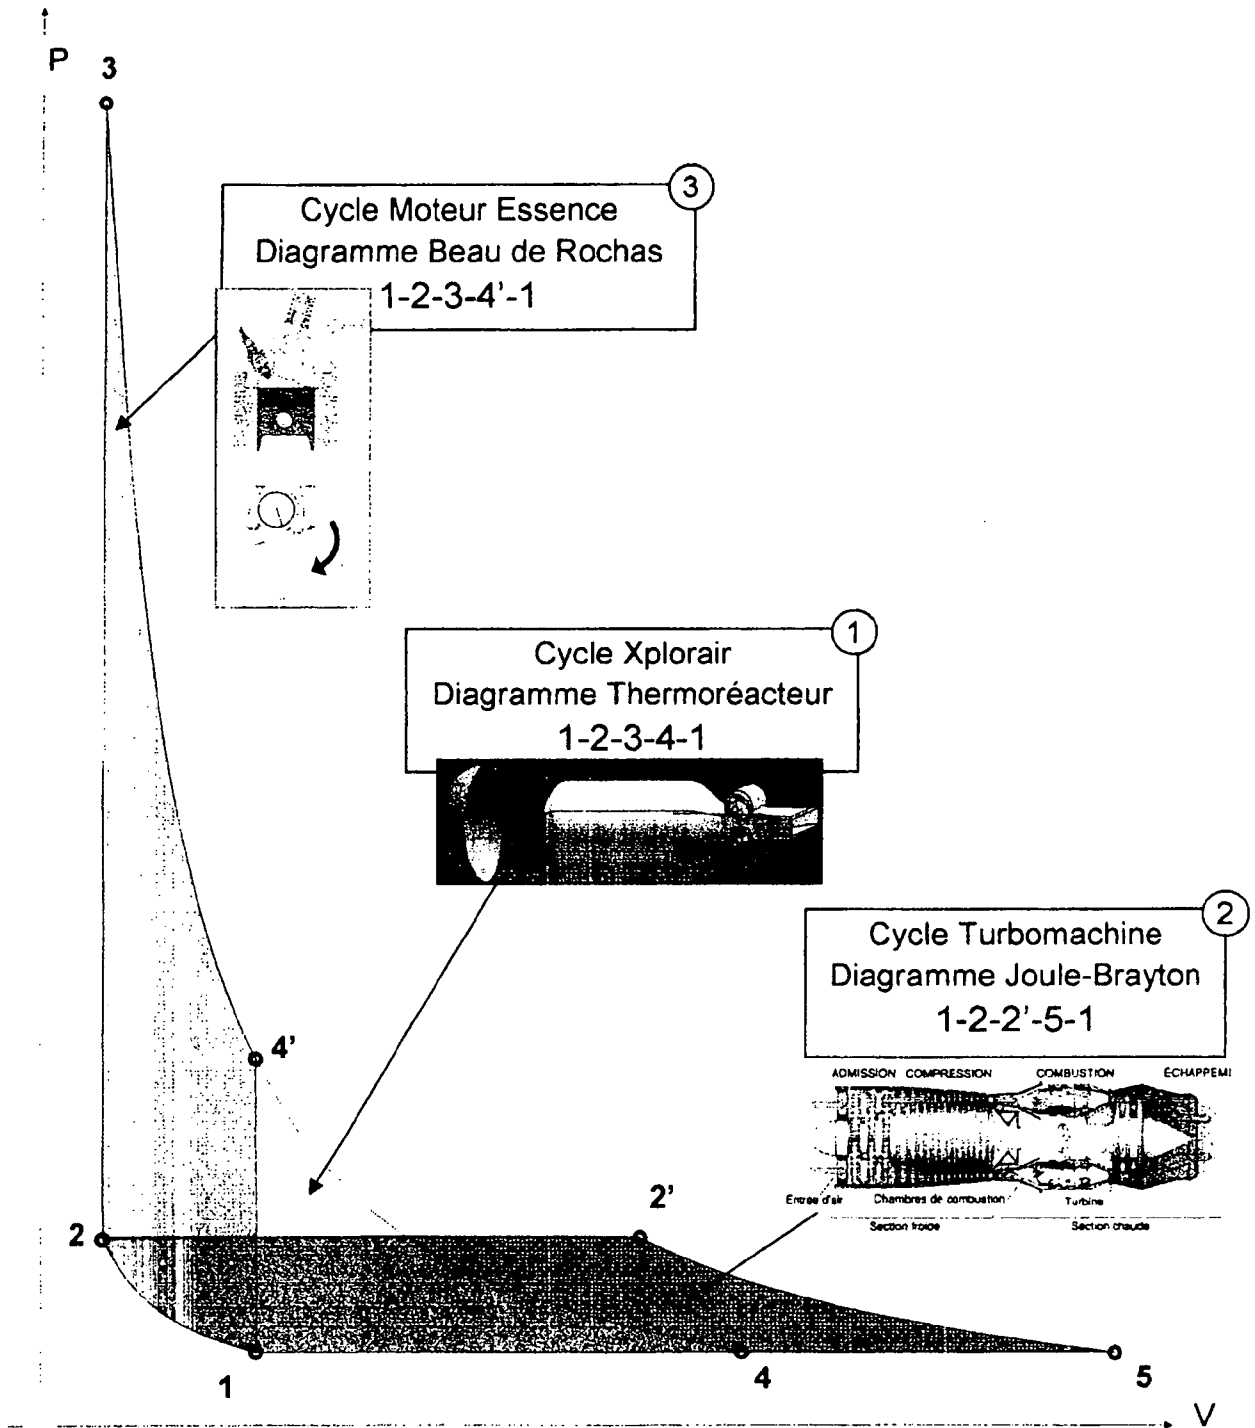 P
3
3
Cycle Moteur Essence
Diagramme Beau de Rochas
1-2-3-4'-1
1
Cycle Xplorair
Diagramme Thermoréacteur
1-2-3-4-1
2
Cycle Turbomachine
Diagramme Joule-Brayton
1-2-2'-5-1
4'
ADMISSION COMPRESSION COMBUSTION ÉCHAPPEMI
Entrée d'air Chambres de combustion Turbine
Section froide Section chaude
2
2'
1
4
5
V